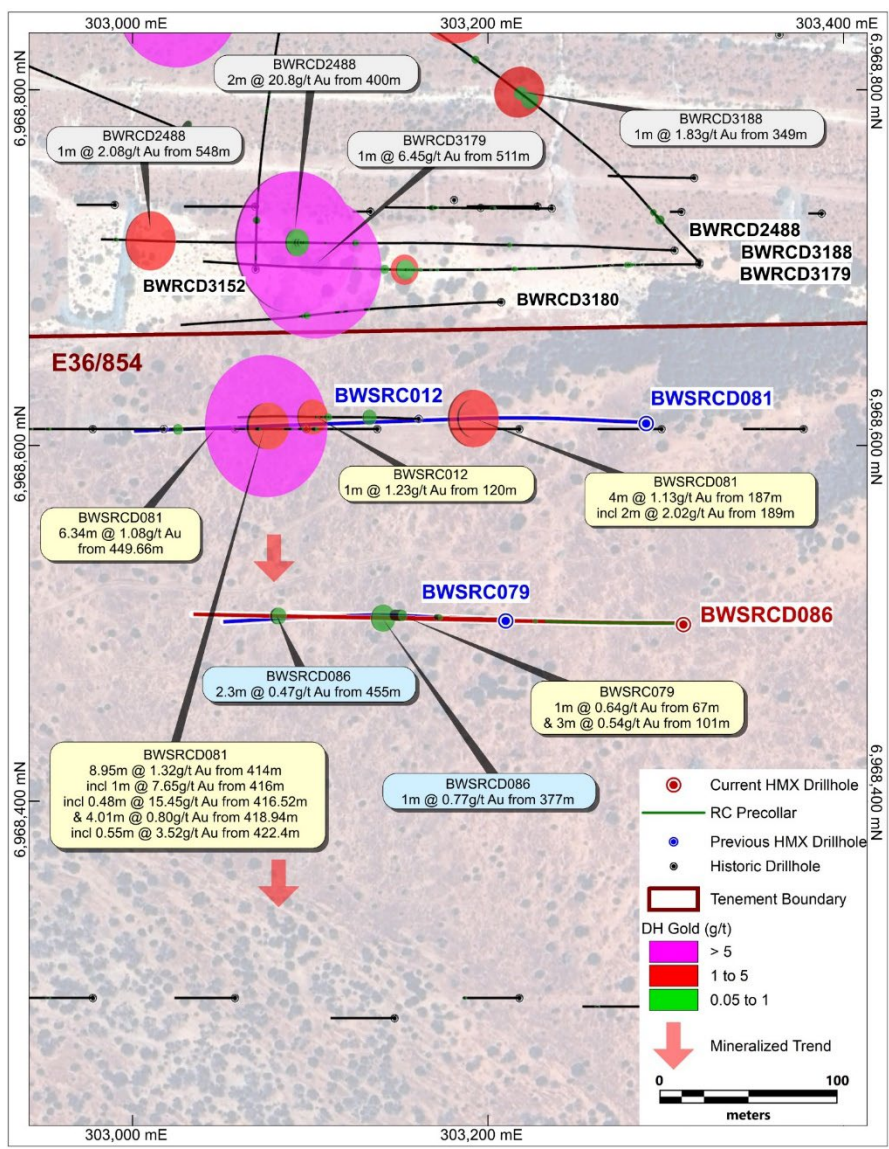 303,000 mE
303,200 mE
303,400 mE
6,968,800 mN
6,968,800 mN
BWRCD2488
2m @ 20.8g/t Au from 400m
BWRCD3188
1m @ 1.83g/t Au from 349m
BWRCD2488
1m @ 2.08g/t Au from 548m
BWRCD3179
1m @ 6.45g/t Au from 511m
BWRCD2488
BWRCD3188
BWRCD3179
BWRCD3152
BWRCD3180
E36/854
BWSRC012
BWSRCD081
6,968,600 mN
6,968,600 mN
BWSRC012
1m @ 1.23g/t Au from 120m
BWSRCD081
4m @ 1.13g/t Au from 187m
incl 2m @ 2.02g/t Au from 189m
BWSRCD081
6.34m @ 1.08g/t Au
from 449.66m
BWSRC079
BWSRCD086
BWSRCD086
2.3m @ 0.47g/t Au from 455m
BWSRC079
1m @ 0.64g/t Au from 67m
& 3m @ 0.54g/t Au from 101m
BWSRCD081
8.95m @ 1.32g/t Au from 414m
incl 1m @ 7.65g/t Au from 416m
incl 0.48m @ 15.45g/t Au from 416.52m
& 4.01m @ 0.80g/t Au from 418.94m
incl 0.55m @ 3.52g/t Au from 422.4m
BWSRCD086
1m @ 0.77g/t Au from 377m
6,968,400 mN
6,968,400 mN
Current HMX Drillhole
RC Precollar
Previous HMX Drillhole
Historic Drillhole
Tenement Boundary
DH Gold (g/t)
> 5
1 to 5
0.05 to 1
Mineralized Trend
0
100
meters
303,000 mE
303,200 mE